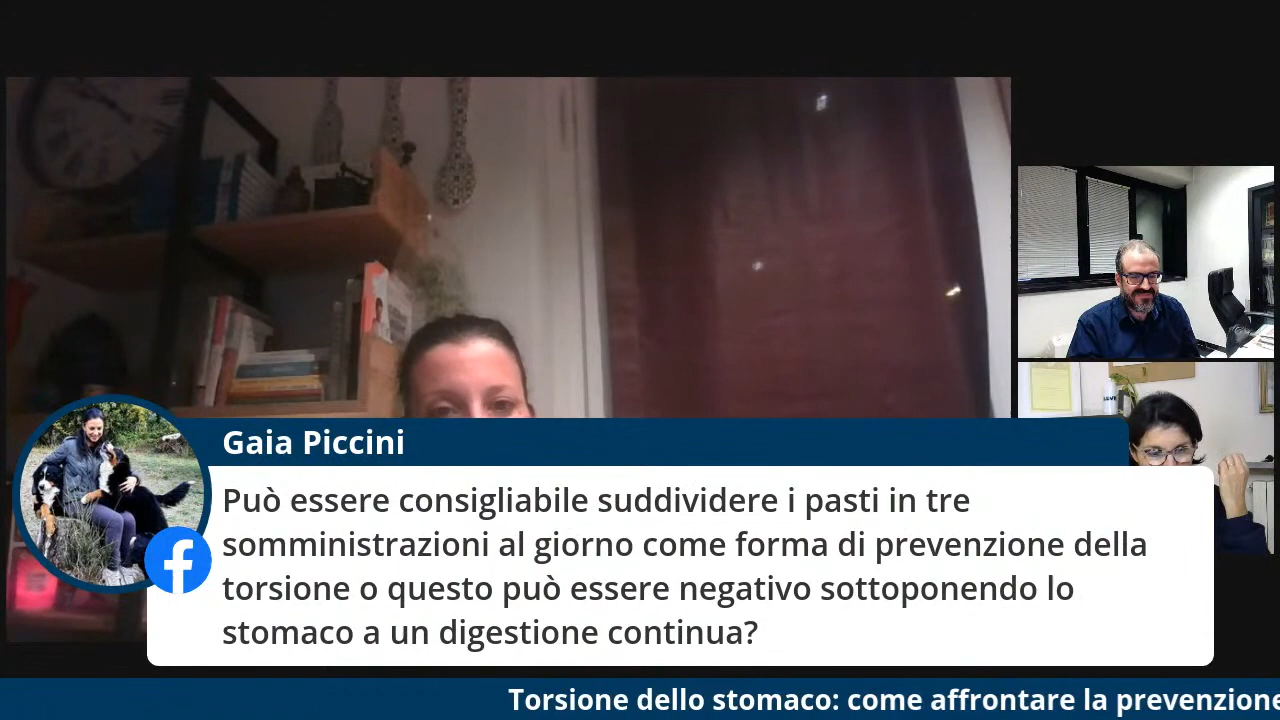 Gaia Piccini
Può essere consigliabile suddividere i pasti in tre
somministrazioni al giorno come forma di prevenzione della
torsione o questo può essere negativo sottoponendo lo
stomaco a un digestione continua?
Torsione dello stomaco: come affrontare la prevenzione